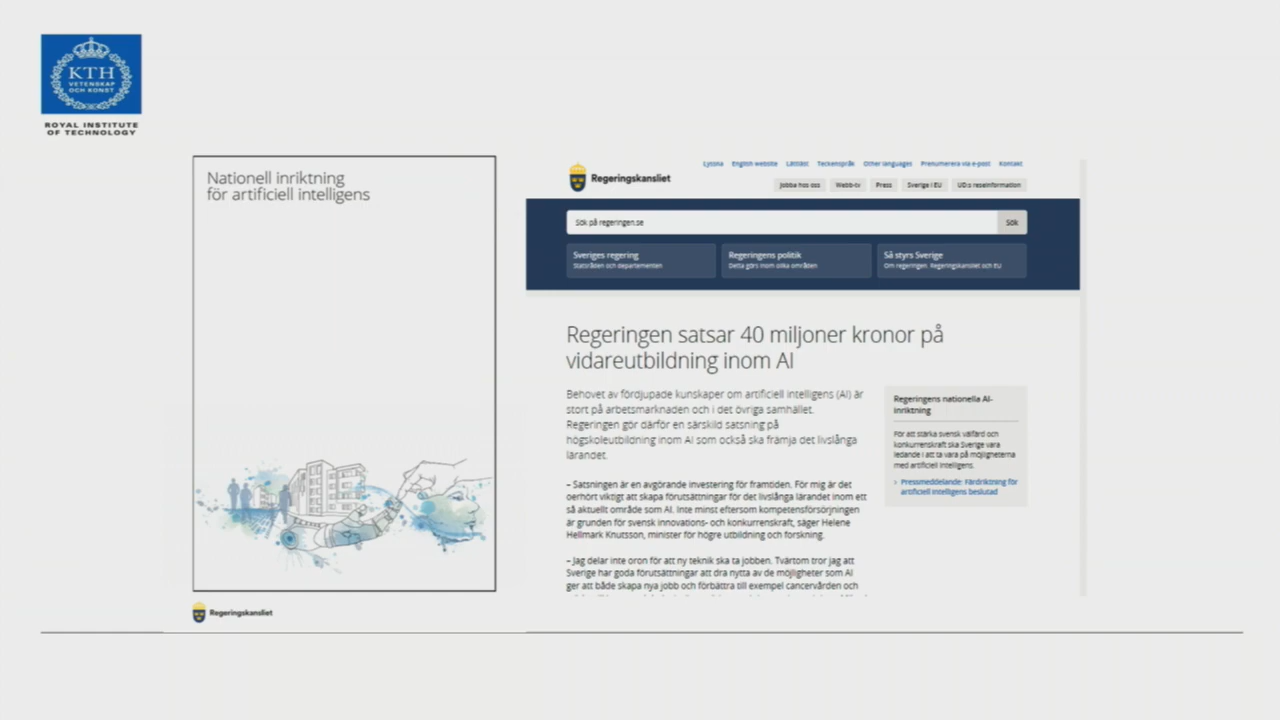 KTH
VETENSKAP
OCH KONST
ROYAL INSTITUTE
OF TECHNOLOGY
Nationell inriktning
för artificiell intelligens
Regeringskansliet
Lyssna English website Lättläst Teckenspråk Other languages Prenumerera via e-post Kontakt
Regeringskansliet
Jobba hos oss Webb-tv Press Sverige i EU UD:s reseinformation
Sök på regeringen.se Sök
Sveriges regering Regeringens politik Så styrs Sverige
Statsråden och departementen Detta görs inom olika områden Om regeringen, Regeringskansliet och EU
Regeringen satsar 40 miljoner kronor på
vidareutbildning inom AI
Behovet av fördjupade kunskaper om artificiell intelligens (AI) är
stort på arbetsmarknaden och i det övriga samhället.
Regeringen gör därför en särskild satsning på
högskoleutbildning inom AI som också ska främja det livslånga
lärandet.
– Satsningen är en avgörande investering för framtiden. För mig är det
oerhört viktigt att skapa förutsättningar för det livslånga lärandet inom ett
så aktuellt område som AI. Inte minst eftersom kompetensförsörjningen
är grunden för svensk innovations- och konkurrenskraft, säger Helene
Hellmark Knutsson, minister för högre utbildning och forskning.
– Jag delar inte oron för att ny teknik ska ta jobben. Tvärtom tror jag att
Sverige har goda förutsättningar att dra nytta av de möjligheter som AI
ger att både skapa nya jobb och förbättra till exempel cancervården och
Regeringens nationella AI-
inriktning
För att stärka svensk välfärd och
konkurrenskraft ska Sverige vara
ledande i att ta vara på möjligheterna
med artificiell intelligens.
› Pressmeddelande: Färdriktning för
artificiell intelligens beslutad